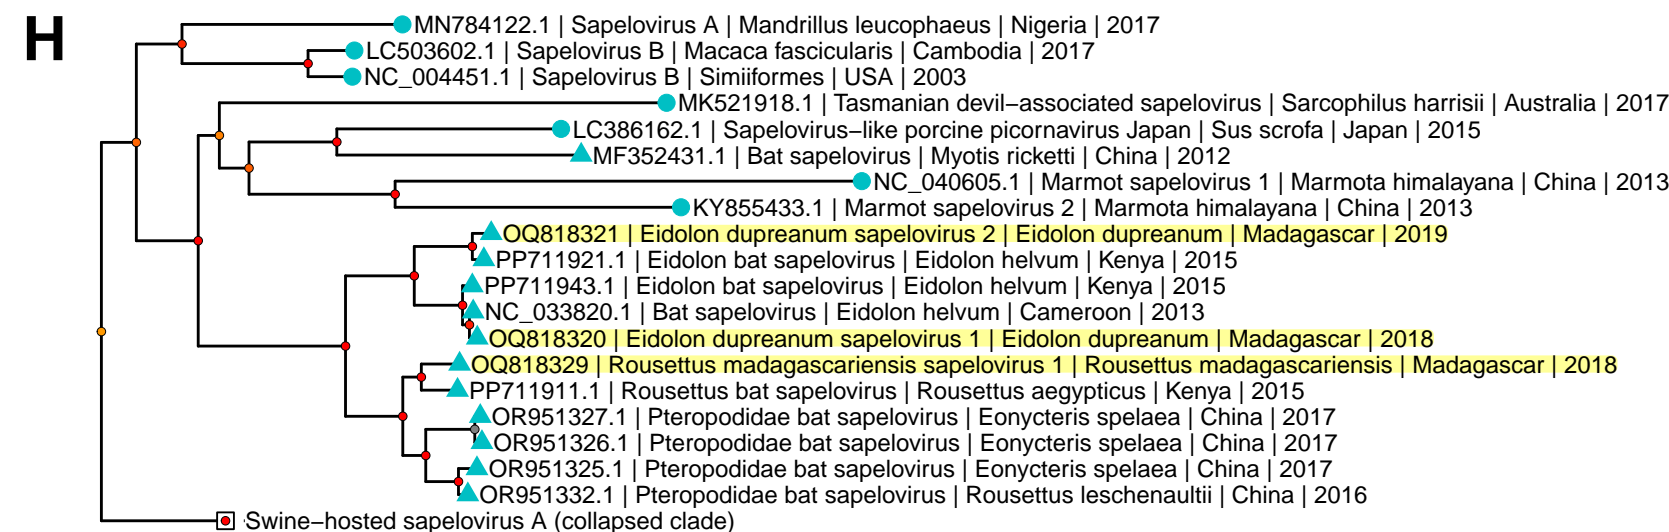 H
MN784122.1 | Sapelovirus A | Mandrillus leucophaeus | Nigeria | 2017
LC503602.1 | Sapelovirus B | Macaca fascicularis | Cambodia | 2017
NC_004451.1 | Sapelovirus B | Simiiformes | USA | 2003
MK521918.1 | Tasmanian devil−associated sapelovirus | Sarcophilus harrisii | Australia | 2017
LC386162.1 | Sapelovirus−like porcine picornavirus Japan | Sus scrofa | Japan | 2015
MF352431.1 | Bat sapelovirus | Myotis ricketti | China | 2012
NC_040605.1 | Marmot sapelovirus 1 | Marmota himalayana | China | 2013
KY855433.1 | Marmot sapelovirus 2 | Marmota himalayana | China | 2013
OQ818321 | Eidolon dupreanum sapelovirus 2 | Eidolon dupreanum | Madagascar | 2019
PP711921.1 | Eidolon bat sapelovirus | Eidolon helvum | Kenya | 2015
PP711943.1 | Eidolon bat sapelovirus | Eidolon helvum | Kenya | 2015
NC_033820.1 | Bat sapelovirus | Eidolon helvum | Cameroon | 2013
OQ818320 | Eidolon dupreanum sapelovirus 1 | Eidolon dupreanum | Madagascar | 2018
OQ818329 | Rousettus madagascariensis sapelovirus 1 | Rousettus madagascariensis | Madagascar | 2018
PP711911.1 | Rousettus bat sapelovirus | Rousettus aegypticus | Kenya | 2015
OR951327.1 | Pteropodidae bat sapelovirus | Eonycteris spelaea | China | 2017
OR951326.1 | Pteropodidae bat sapelovirus | Eonycteris spelaea | China | 2017
OR951325.1 | Pteropodidae bat sapelovirus | Eonycteris spelaea | China | 2017
OR951332.1 | Pteropodidae bat sapelovirus | Rousettus leschenaultii | China | 2016
Swine−hosted sapelovirus A (collapsed clade)